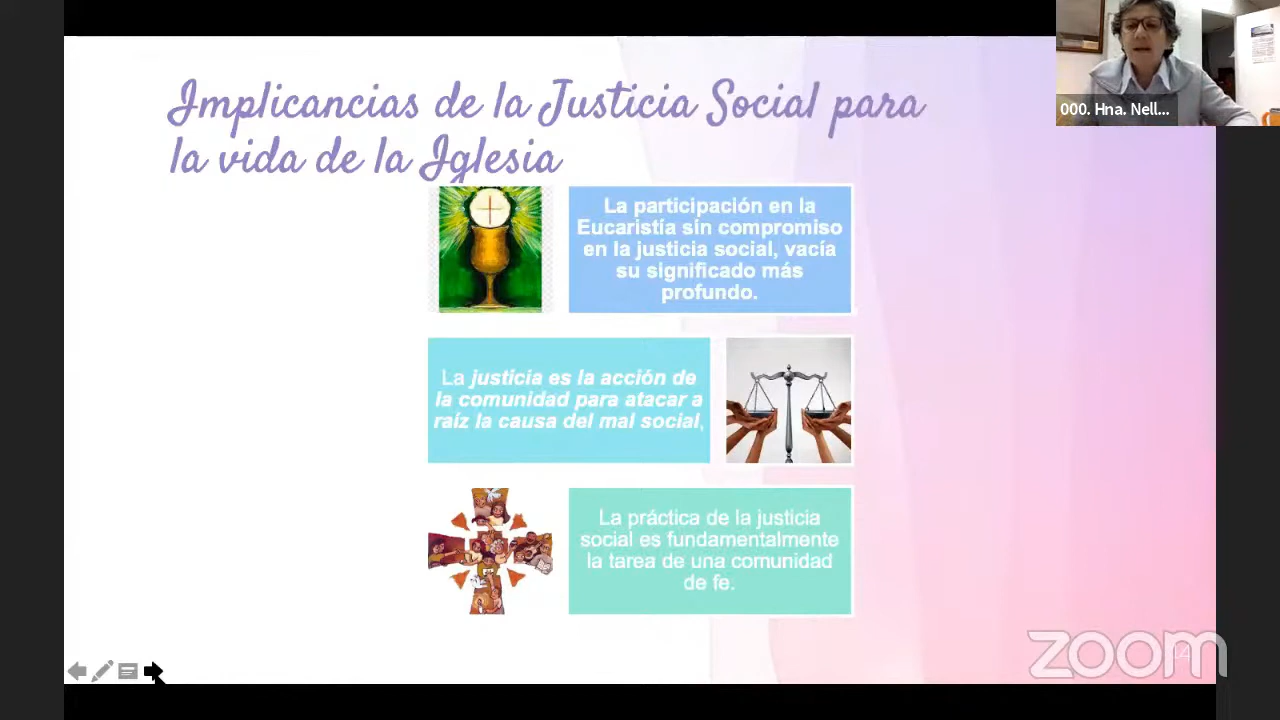 Implicancias de la Justicia Social para
la vida de la Iglesia
000. Hna. Nell...
La participación en la
Eucaristía sín compromiso
en la justicia social, vacía
su significado más
profundo.
La justicia es la acción de
la comunidad para atacar a
raíz la causa del mal social,
La práctica de la justicia
social es fundamentalmente
la tarea de una comunidad
de fe.
zoom
14